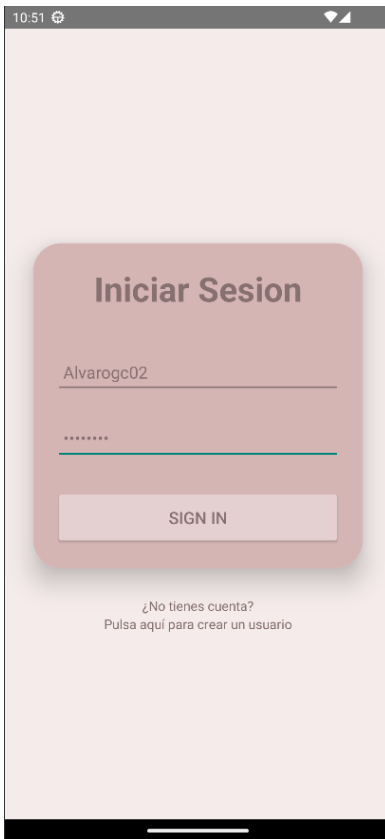 10:51
Iniciar Sesion
Alvarogc02
........
SIGN IN
¿No tienes cuenta?
Pulsa aquí para crear un usuario